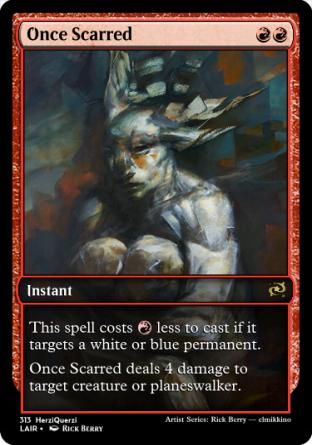 Once Scarred
Instant
This spell costs less to cast if it
targets a white or blue permanent.
Once Scarred deals 4 damage to
target creature or planeswalker.
313 HerziQuerzi
Artist Series: Rick Berry — elmikkino
LAIR • RICK BERRY